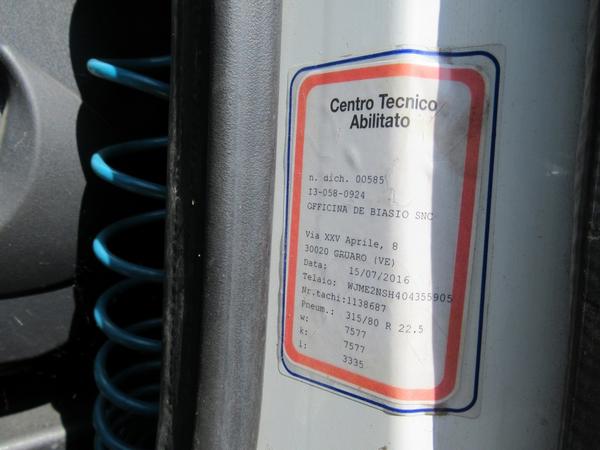 Centro Tecnico
Abilitato
n. dich. 00585
I3-058-0924
OFFICINA DE BIASIO SNC
Via XXV Aprile, 8
30020 GRUARO (VE)
Data: 15/07/2016
Telaio: WJME2NSH404355905
Nr.tachi:1138687
Pneum.: 315/80 R 22.5
w: 7577
k: 7577
l: 3335